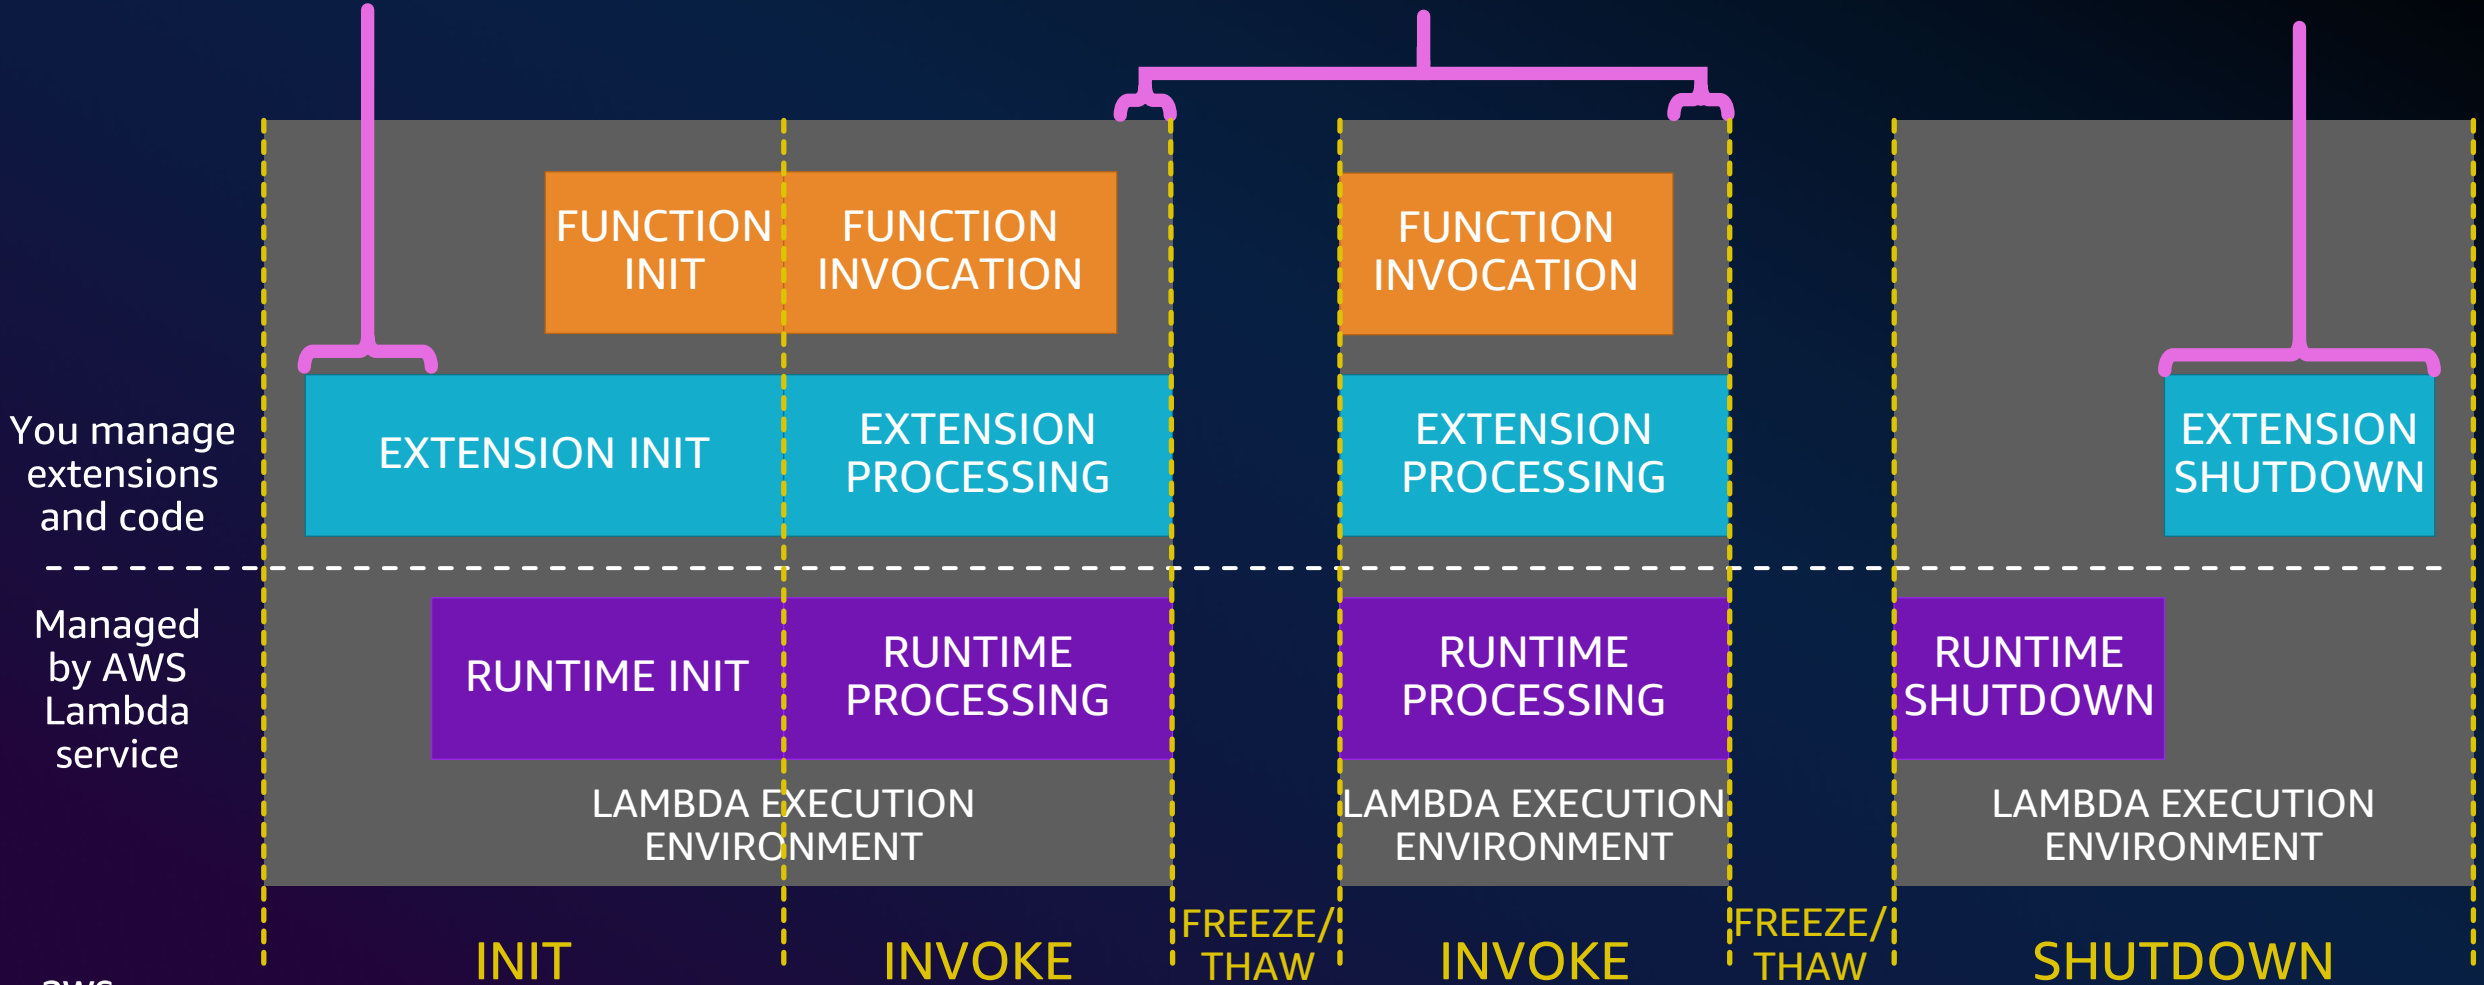 FUNCTION
INIT
FUNCTION
INVOCATION
FUNCTION
INVOCATION
You manage
extensions
and code
EXTENSION INIT
EXTENSION
PROCESSING
EXTENSION
PROCESSING
EXTENSION
SHUTDOWN
Managed
by AWS
Lambda
service
RUNTIME INIT
RUNTIME
PROCESSING
RUNTIME
PROCESSING
RUNTIME
SHUTDOWN
LAMBDA EXECUTION
ENVIRONMENT
LAMBDA EXECUTION
ENVIRONMENT
LAMBDA EXECUTION
ENVIRONMENT
INIT
INVOKE
FREEZE/
THAW
INVOKE
FREEZE/
THAW
SHUTDOWN